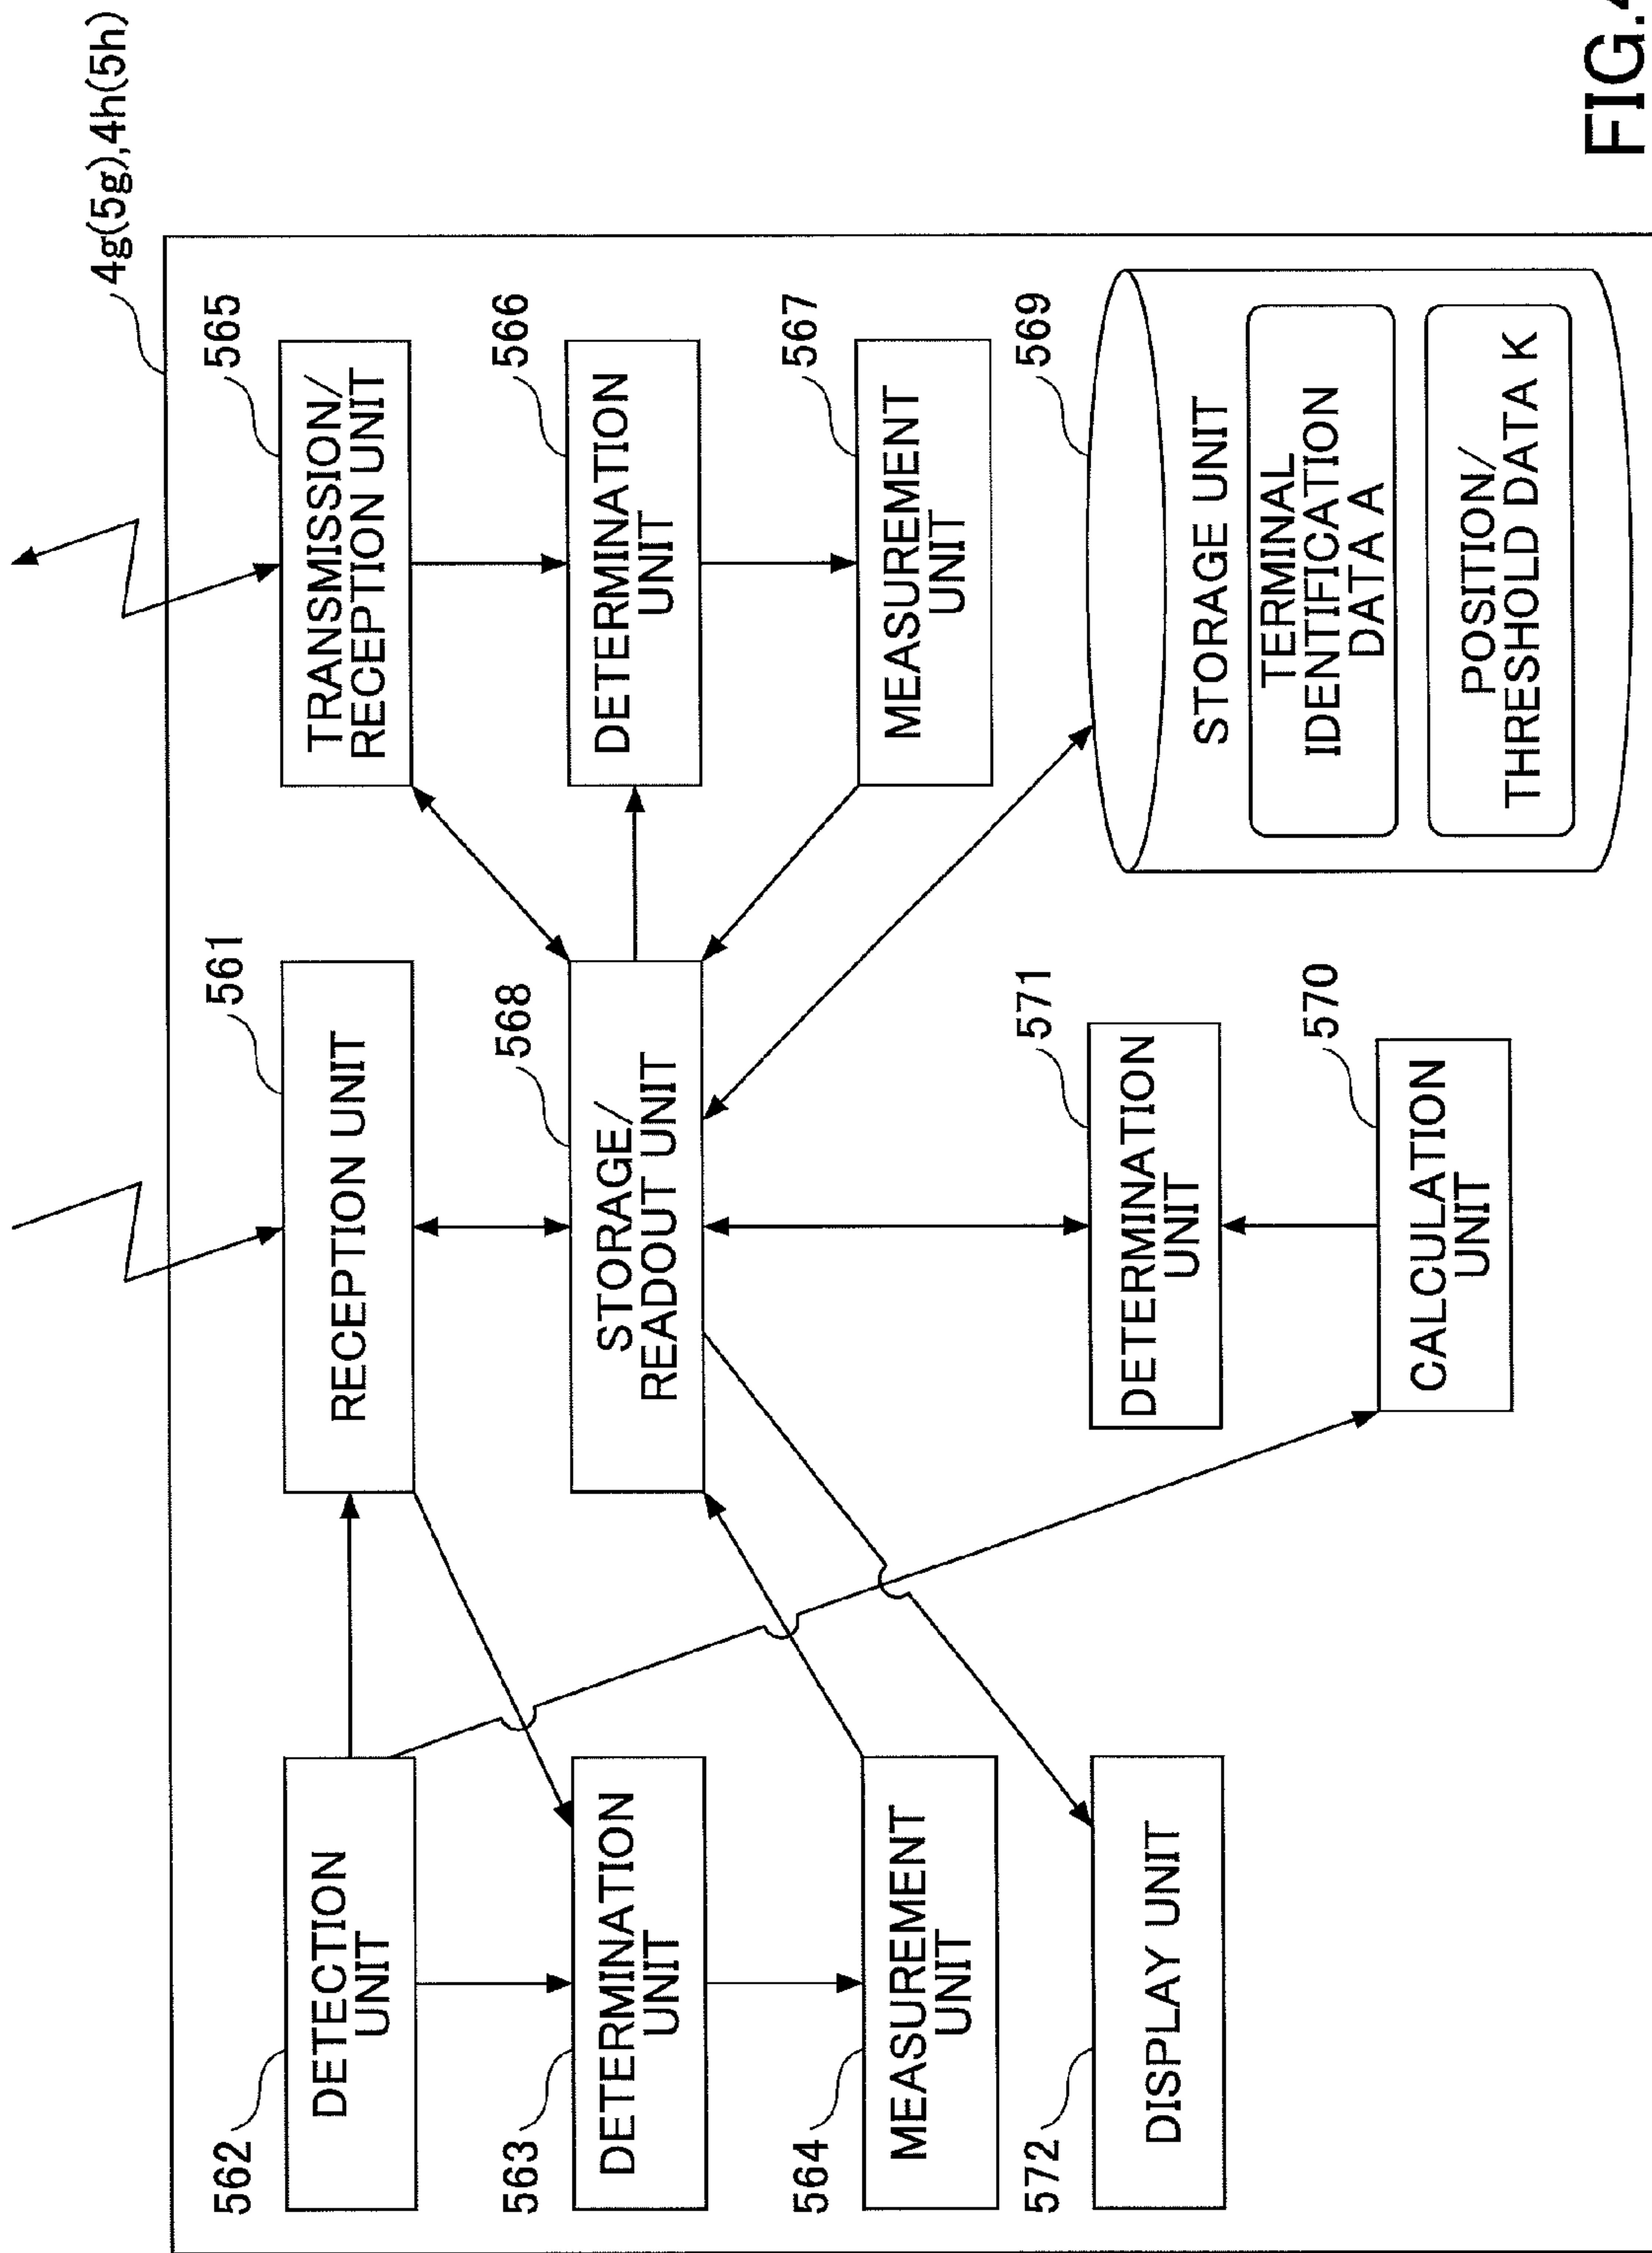 4g(5g),4h(5h)
562
561
565
DETECTION
UNIT
RECEPTION UNIT
TRANSMISSION/
RECEPTION UNIT
563
568
566
DETERMINATION
UNIT
STORAGE/
READOUT UNIT
DETERMINATION
UNIT
564
567
MEASUREMENT
UNIT
MEASUREMENT
UNIT
572
571
569
DISPLAY UNIT
DETERMINATION
UNIT
STORAGE UNIT
TERMINAL
IDENTIFICATION
DATA A
570
CALCULATION
UNIT
POSITION/
THRESHOLD DATA K
FIG.